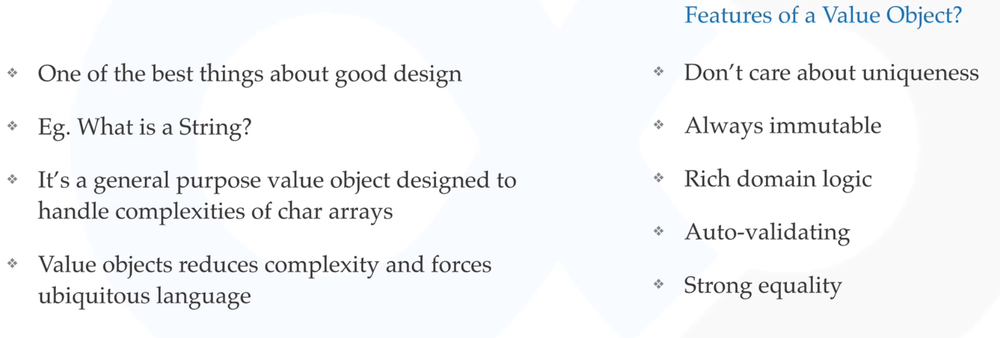 One of the best things about good design
Eg. What is a String?
It's a general purpose value object designed to
handle complexities of char arrays
Value objects reduces complexity and forces
ubiquitous language
Features of a Value Object?
Don't care about uniqueness
Always immutable
Rich domain logic
Auto-validating
Strong equality